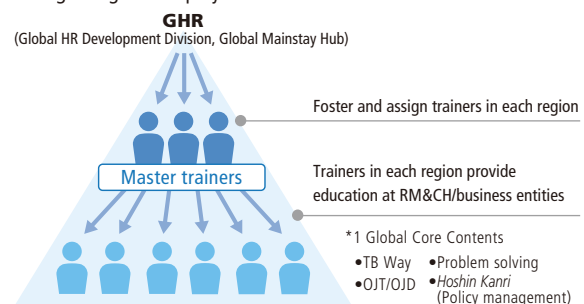 GHR
(Global HR Development Division, Global Mainstay Hub)
Foster and assign trainers in each region
Master trainers
Trainers in each region provide
education at RM&CH/business entities
*1 Global Core Contents
•TB Way •Problem solving
•OJT/OJD •Hoshin Kanri
(Policy management)